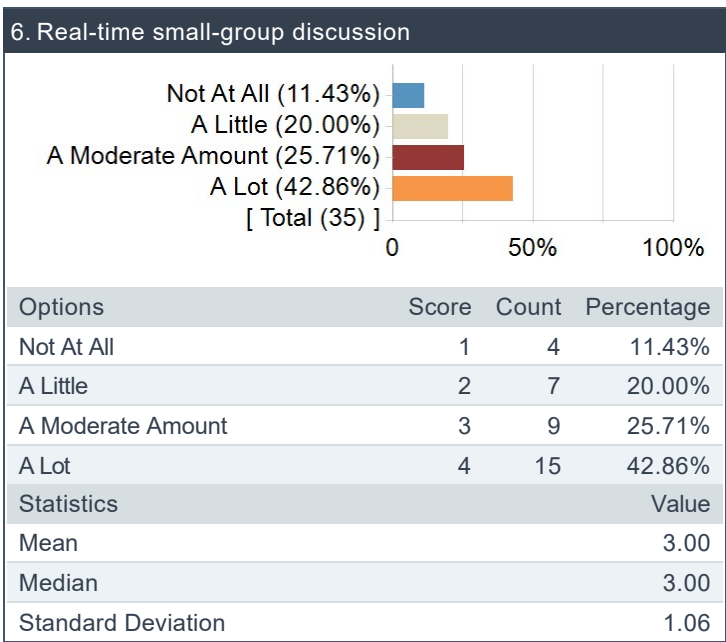 6. Real-time small-group discussion
Not At All (11.43%)
A Little (20.00%)
A Moderate Amount (25.71%)
A Lot (42.86%)
[ Total (35) ]
0 50% 100%
Options Score Count Percentage
Not At All 1 4 11.43%
A Little 2 7 20.00%
A Moderate Amount 3 9 25.71%
A Lot 4 15 42.86%
Statistics Value
Mean 3.00
Median 3.00
Standard Deviation 1.06